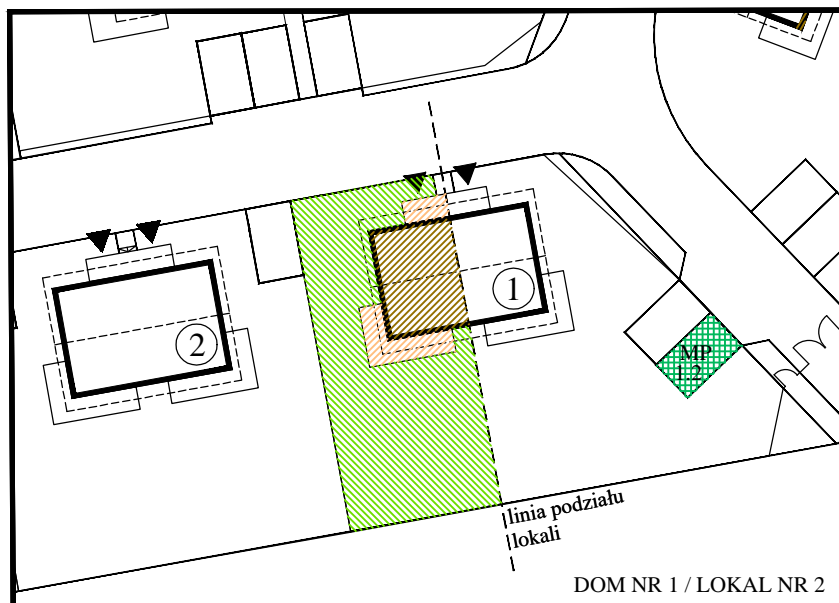 1
2
MP
1.2
linia podziału
lokali
DOM NR 1 / LOKAL NR 2